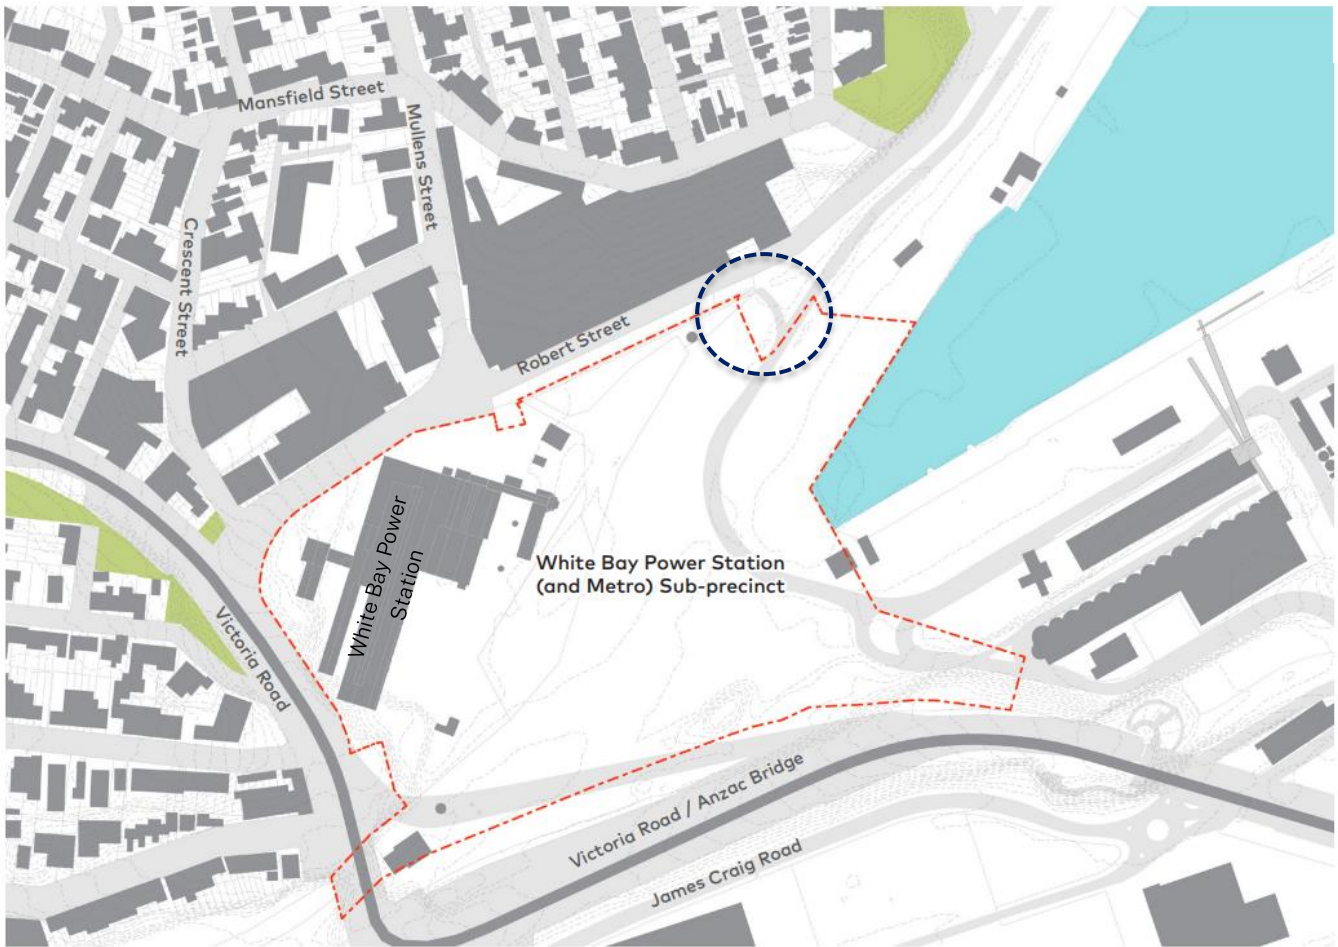 Mansfield Street
Mullens Street
Crescent Street
Robert Street
White Bay Power
Station
White Bay Power Station
(and Metro) Sub-precinct
Victoria Road
Victoria Road / Anzac Bridge
James Craig Road